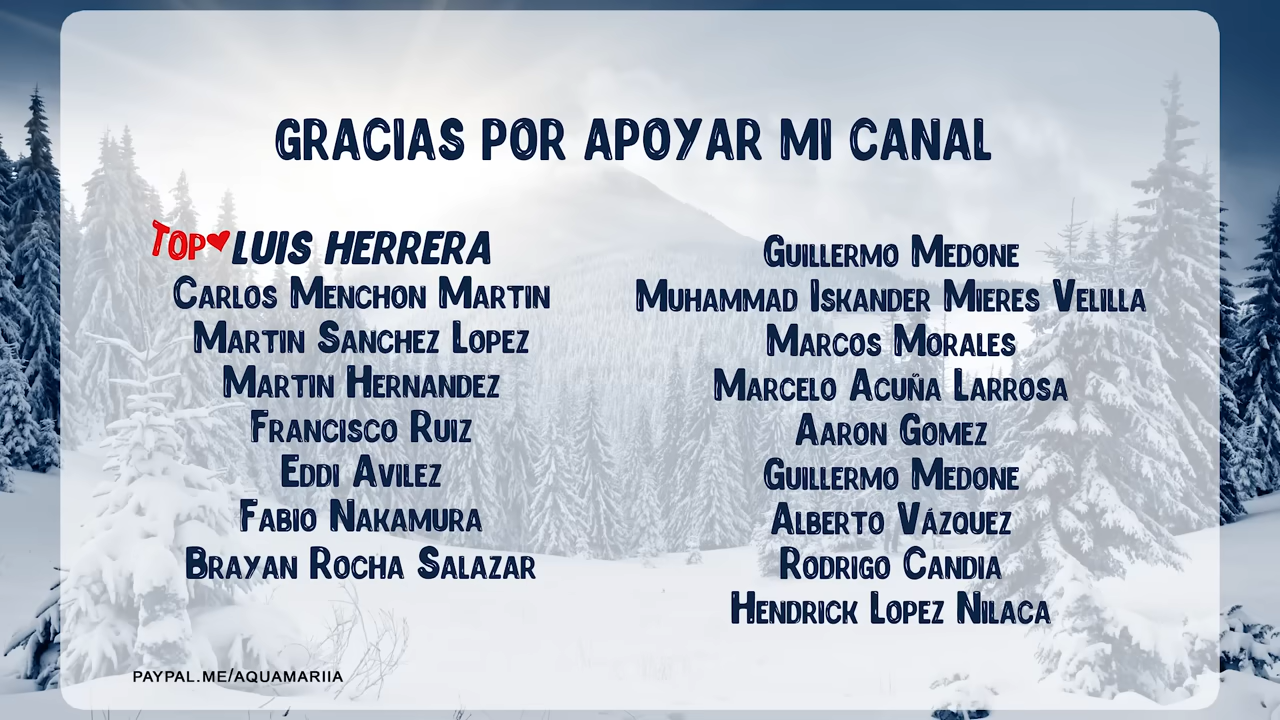 GRACIAS POR APOYAR MI CANAL
TOP♥LUIS HERRERA
CARLOS MENCHON MARTIN
MARTIN SANCHEZ LOPEZ
MARTIN HERNANDEZ
FRANCISCO RUIZ
EDDI AVILEZ
FABIO NAKAMURA
BRAYAN ROCHA SALAZAR
GUILLERMO MEDONE
MUHAMMAD ISKANDER MIERES VELILLA
MARCOS MORALES
MARCELO ACUÑA LARROSA
AARON GOMEZ
GUILLERMO MEDONE
ALBERTO VÁZQUEZ
RODRIGO CANDIA
HENDRICK LOPEZ NILACA
PAYPAL.ME/AQUAMARIIA